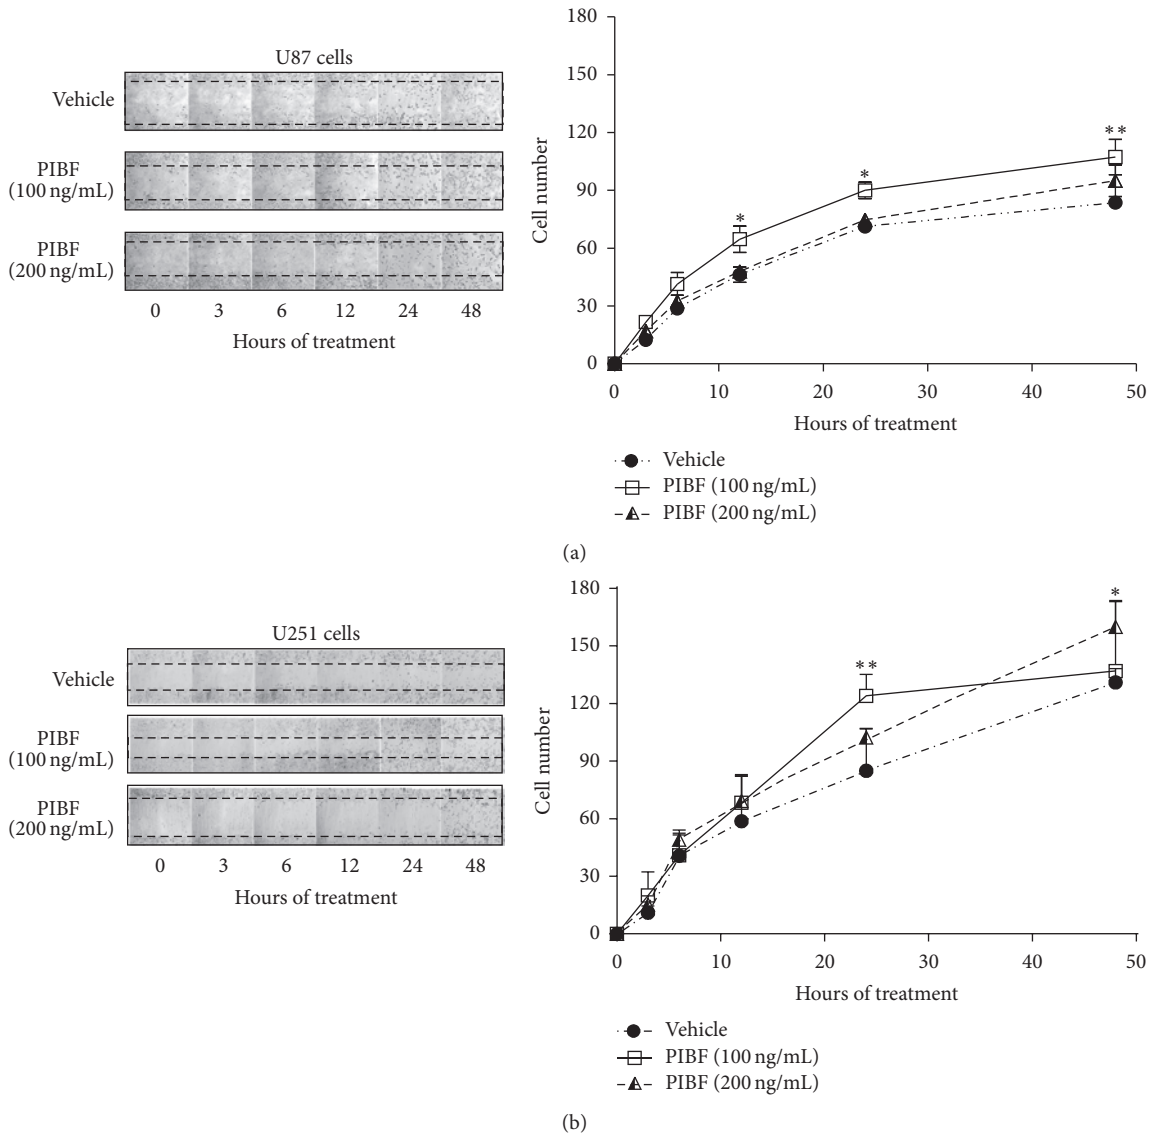 U87 cells
Vehicle
PIBF
(100 ng/mL)
PIBF
(200 ng/mL)
0 3 6 12 24 48
Hours of treatment
180
150
120
90
60
30
0
Cell number
* * **
0 10 20 30 40 50
Hours of treatment
Vehicle
PIBF (100 ng/mL)
PIBF (200 ng/mL)
(a)
U251 cells
Vehicle
PIBF
(100 ng/mL)
PIBF
(200 ng/mL)
0 3 6 12 24 48
Hours of treatment
180
150
120
90
60
30
0
Cell number
** *
0 10 20 30 40 50
Hours of treatment
Vehicle
PIBF (100 ng/mL)
PIBF (200 ng/mL)
(b)